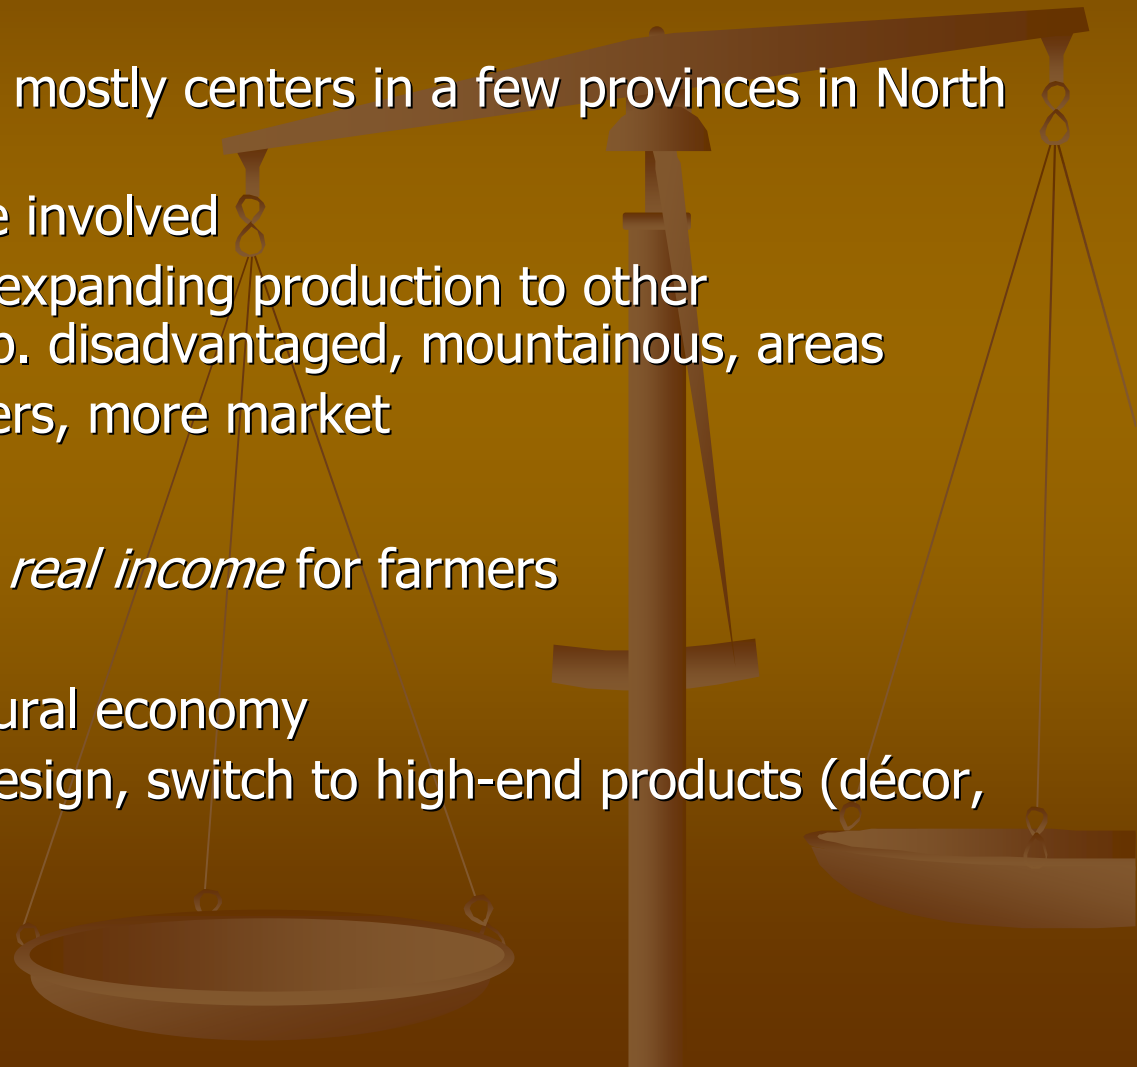 mostly centers in a few provinces in North
e involved
expanding production to other
p. disadvantaged, mountainous, areas
ers, more market
real income for farmers
ural economy
esign, switch to high-end products (décor,